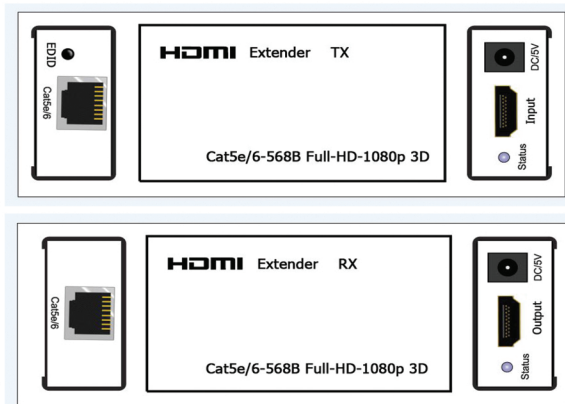 EDID
Cat5e/6
HDMI Extender TX
Cat5e/6-568B Full-HD-1080p 3D
DC/5V
Input
Status
Cat5e/6
HDMI Extender RX
Cat5e/6-568B Full-HD-1080p 3D
DC/5V
Output
Status